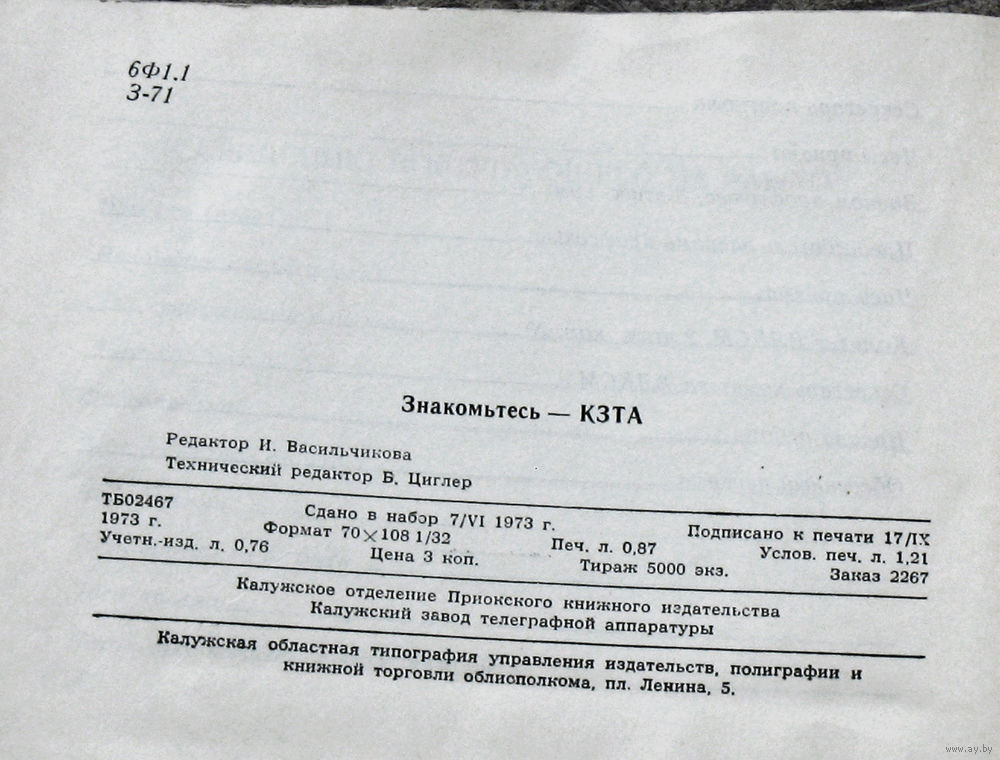 6Ф1.1
З-71
Знакомьтесь — КЗТА
Редактор И. Васильчикова
Технический редактор Б. Циглер
ТБ02467 Сдано в набор 7/VI 1973 г. Подписано к печати 17/IX
1973 г. Формат 70×108 1/32 Печ. л. 0,87 Услов. печ. л. 1,21
Учетн.-изд. л. 0,76 Цена 3 коп. Тираж 5000 экз. Заказ 2267
Калужское отделение Приокского книжного издательства
Калужский завод телеграфной аппаратуры
Калужская областная типография управления издательств, полиграфии и
книжной торговли облисполкома, пл. Ленина, 5.
www.ay.by